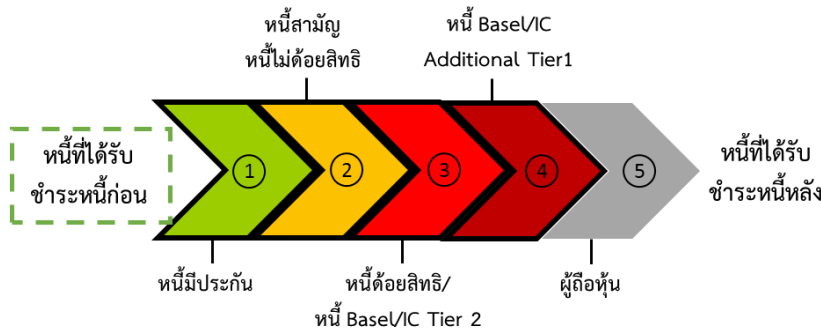 หนี้สามัญ
หนี้ไม่ด้อยสิทธิ
หนี้ Basel/IC
Additional Tier1
หนี้ที่ได้รับ
ชำระหนี้ก่อน
1
2
3
4
5
หนี้ที่ได้รับ
ชำระหนี้หลัง
หนี้มีประกัน
หนี้ด้อยสิทธิ/
หนี้ Basel/IC Tier 2
ผู้ถือหุ้น